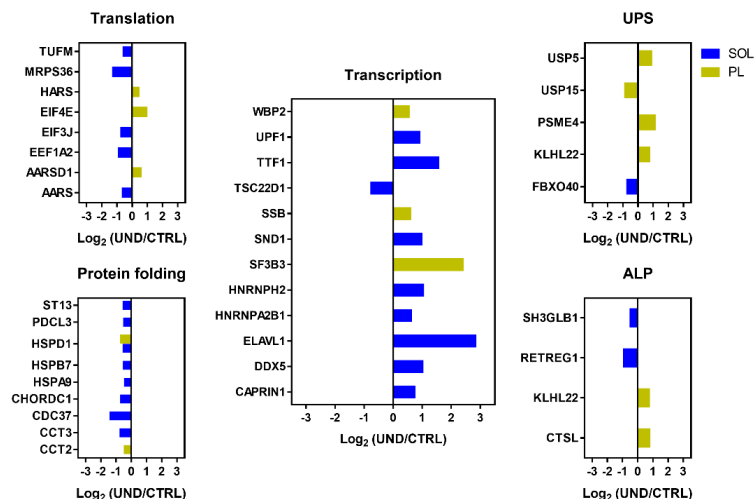 Translation
TUFM
MRPS36
HARS
EIF4E
EIF3J
EEF1A2
AARSD1
AARS
-3 -2 -1 0 1 2 3
Log2 (UND/CTRL)
Protein folding
ST13
PDCL3
HSPD1
HSPB7
HSPA9
CHORDC1
CDC37
CCT3
CCT2
-3 -2 -1 0 1 2 3
Log2 (UND/CTRL)
Transcription
WBP2
UPF1
TTF1
TSC22D1
SSB
SND1
SF3B3
HNRNPH2
HNRNPA2B1
ELAVL1
DDX5
CAPRIN1
-3 -2 -1 0 1 2 3
Log2 (UND/CTRL)
UPS
USP5
USP15
PSME4
KLHL22
FBXO40
-3 -2 -1 0 1 2 3
Log2 (UND/CTRL)
ALP
SH3GLB1
RETREG1
KLHL22
CTSL
-3 -2 -1 0 1 2 3
Log2 (UND/CTRL)
SOL
PL